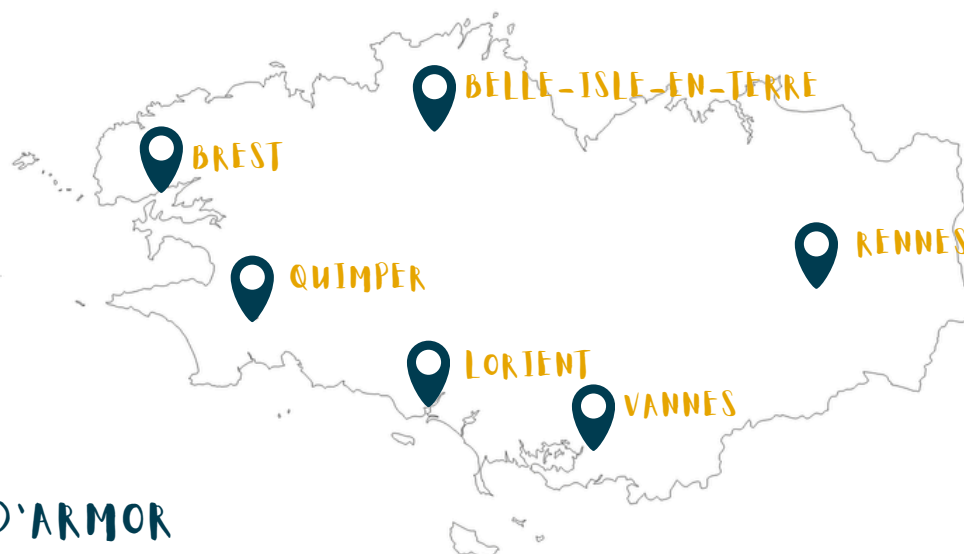 BELLE-ISLE-EN-TERRE
BREST
RENNES
QUIMPER
LORIENT
VANNES
D'ARMOR